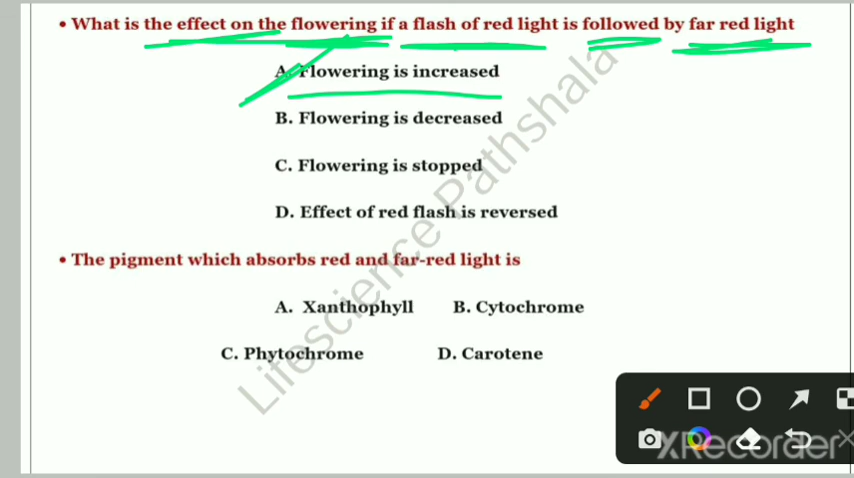 • What is the effect on the flowering if a flash of red light is followed by far red light
A. Flowering is increased
B. Flowering is decreased
C. Flowering is stopped
D. Effect of red flash is reversed
• The pigment which absorbs red and far-red light is
A. Xanthophyll B. Cytochrome
C. Phytochrome D. Carotene
Lifescience Pathshala
XRecorder